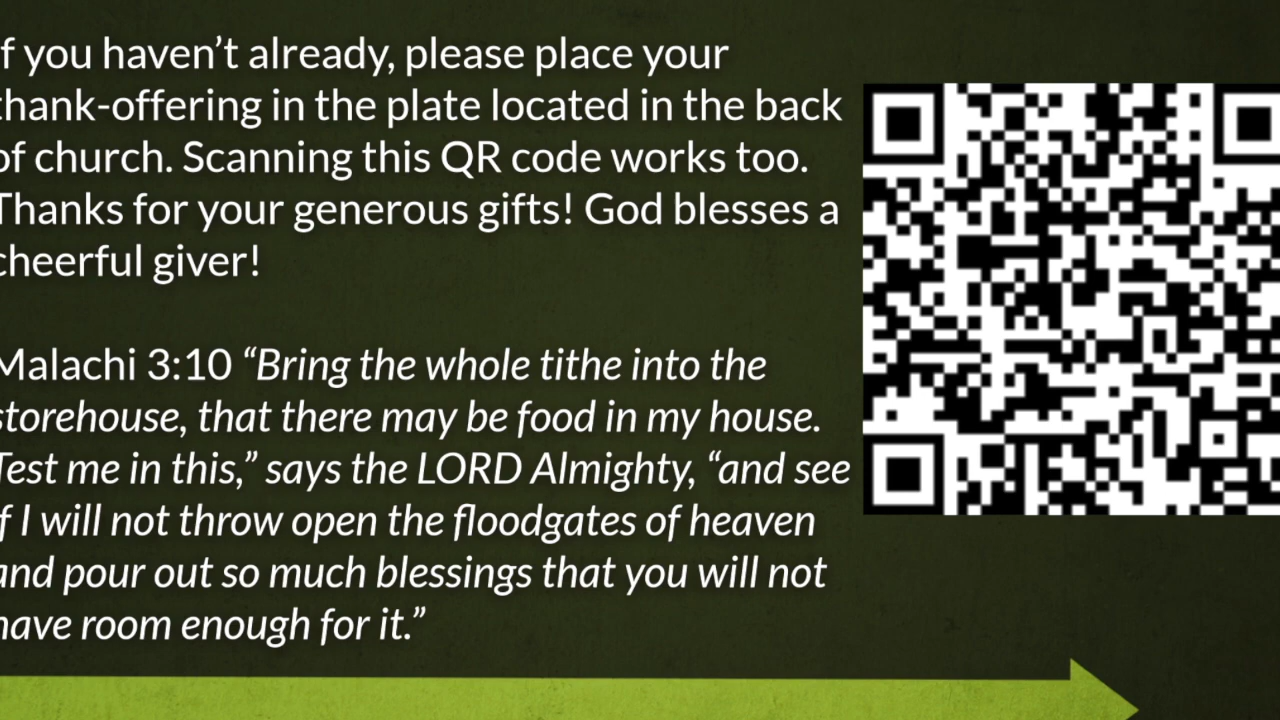 If you haven’t already, please place your
thank-offering in the plate located in the back
of church. Scanning this QR code works too.
Thanks for your generous gifts! God blesses a
cheerful giver!
Malachi 3:10 “Bring the whole tithe into the
storehouse, that there may be food in my house.
Test me in this,” says the LORD Almighty, “and see
if I will not throw open the floodgates of heaven
and pour out so much blessings that you will not
have room enough for it.”